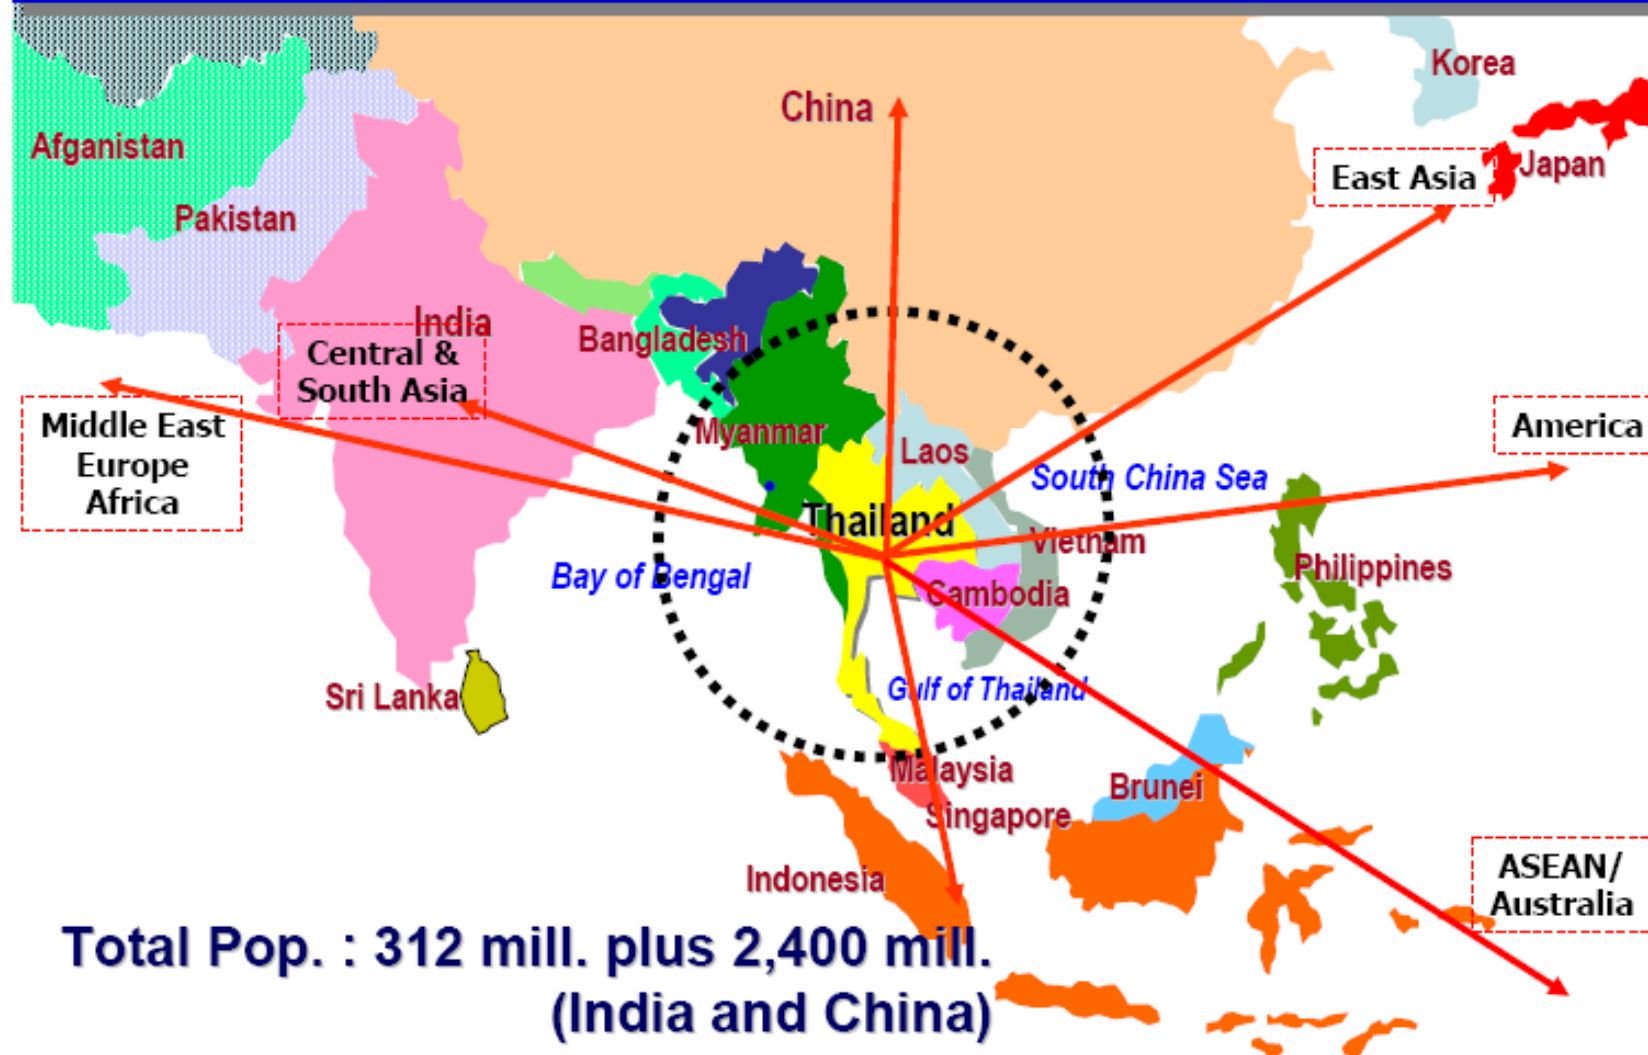 Korea
China
Afganistan
Japan
East Asia
Pakistan
India
Bangladesh
Central &
South Asia
Middle East
Europe
Africa
Myanmar
Laos
America
South China Sea
Thailand
Vietnam
Bay of Bengal
Cambodia
Philippines
Sri Lanka
Gulf of Thailand
Malaysia
Brunei
Singapore
Indonesia
ASEAN/
Australia
Total Pop. : 312 mill. plus 2,400 mill.
(India and China)